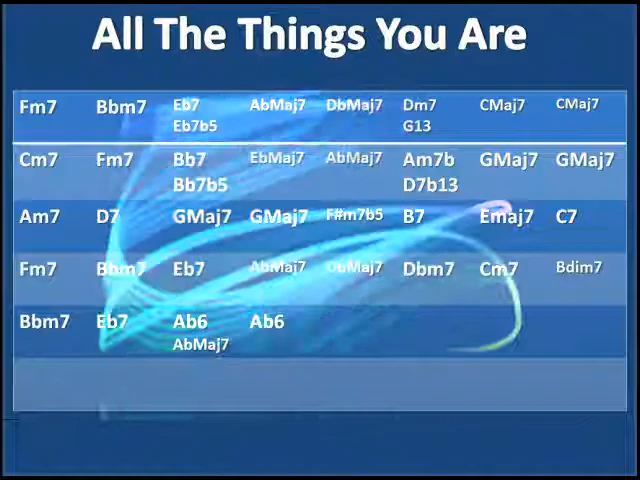 All The Things You Are
Fm7 Bbm7 Eb7 AbMaj7 DbMaj7 Dm7 CMaj7 CMaj7
Eb7b5 G13
Cm7 Fm7 Bb7 EbMaj7 AbMaj7 Am7b GMaj7 GMaj7
Bb7b5 D7b13
Am7 D7 GMaj7 GMaj7 F#m7b5 B7 Emaj7 C7
Fm7 Bbm7 Eb7 AbMaj7 DbMaj7 Dbm7 Cm7 Bdim7
Bbm7 Eb7 Ab6 Ab6
AbMaj7